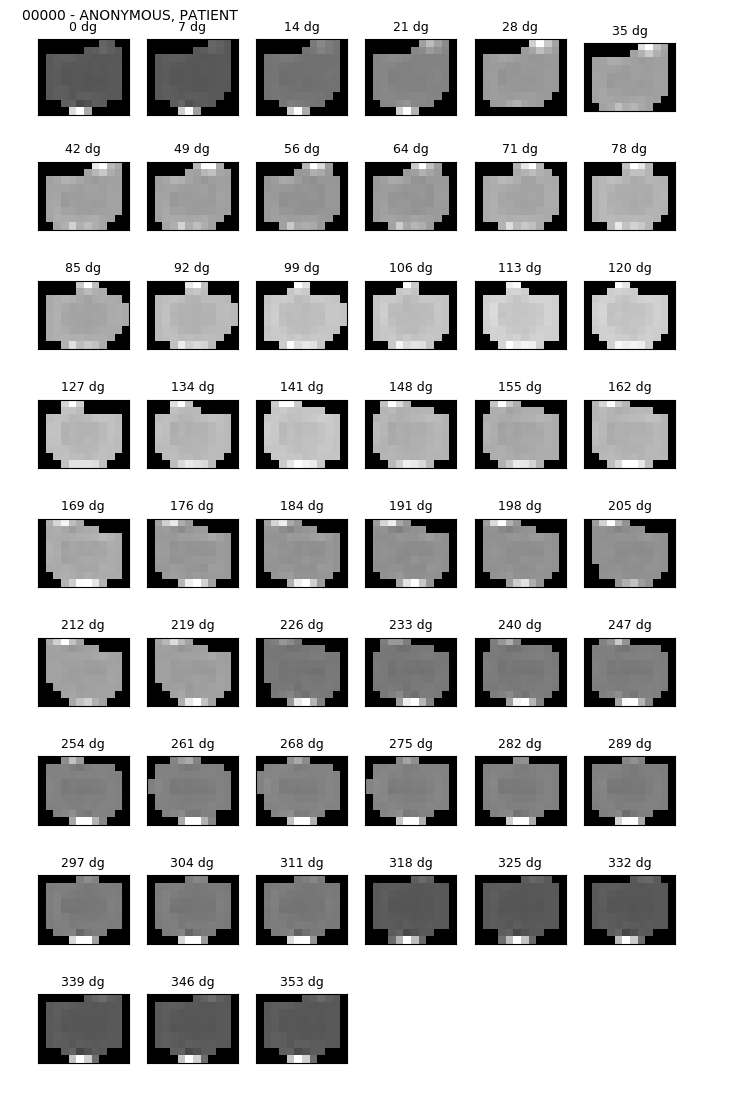 00000 - ANONYMOUS, PATIENT
0 dg 7 dg 14 dg 21 dg 28 dg 35 dg
42 dg 49 dg 56 dg 64 dg 71 dg 78 dg
85 dg 92 dg 99 dg 106 dg 113 dg 120 dg
127 dg 134 dg 141 dg 148 dg 155 dg 162 dg
169 dg 176 dg 184 dg 191 dg 198 dg 205 dg
212 dg 219 dg 226 dg 233 dg 240 dg 247 dg
254 dg 261 dg 268 dg 275 dg 282 dg 289 dg
297 dg 304 dg 311 dg 318 dg 325 dg 332 dg
339 dg 346 dg 353 dg